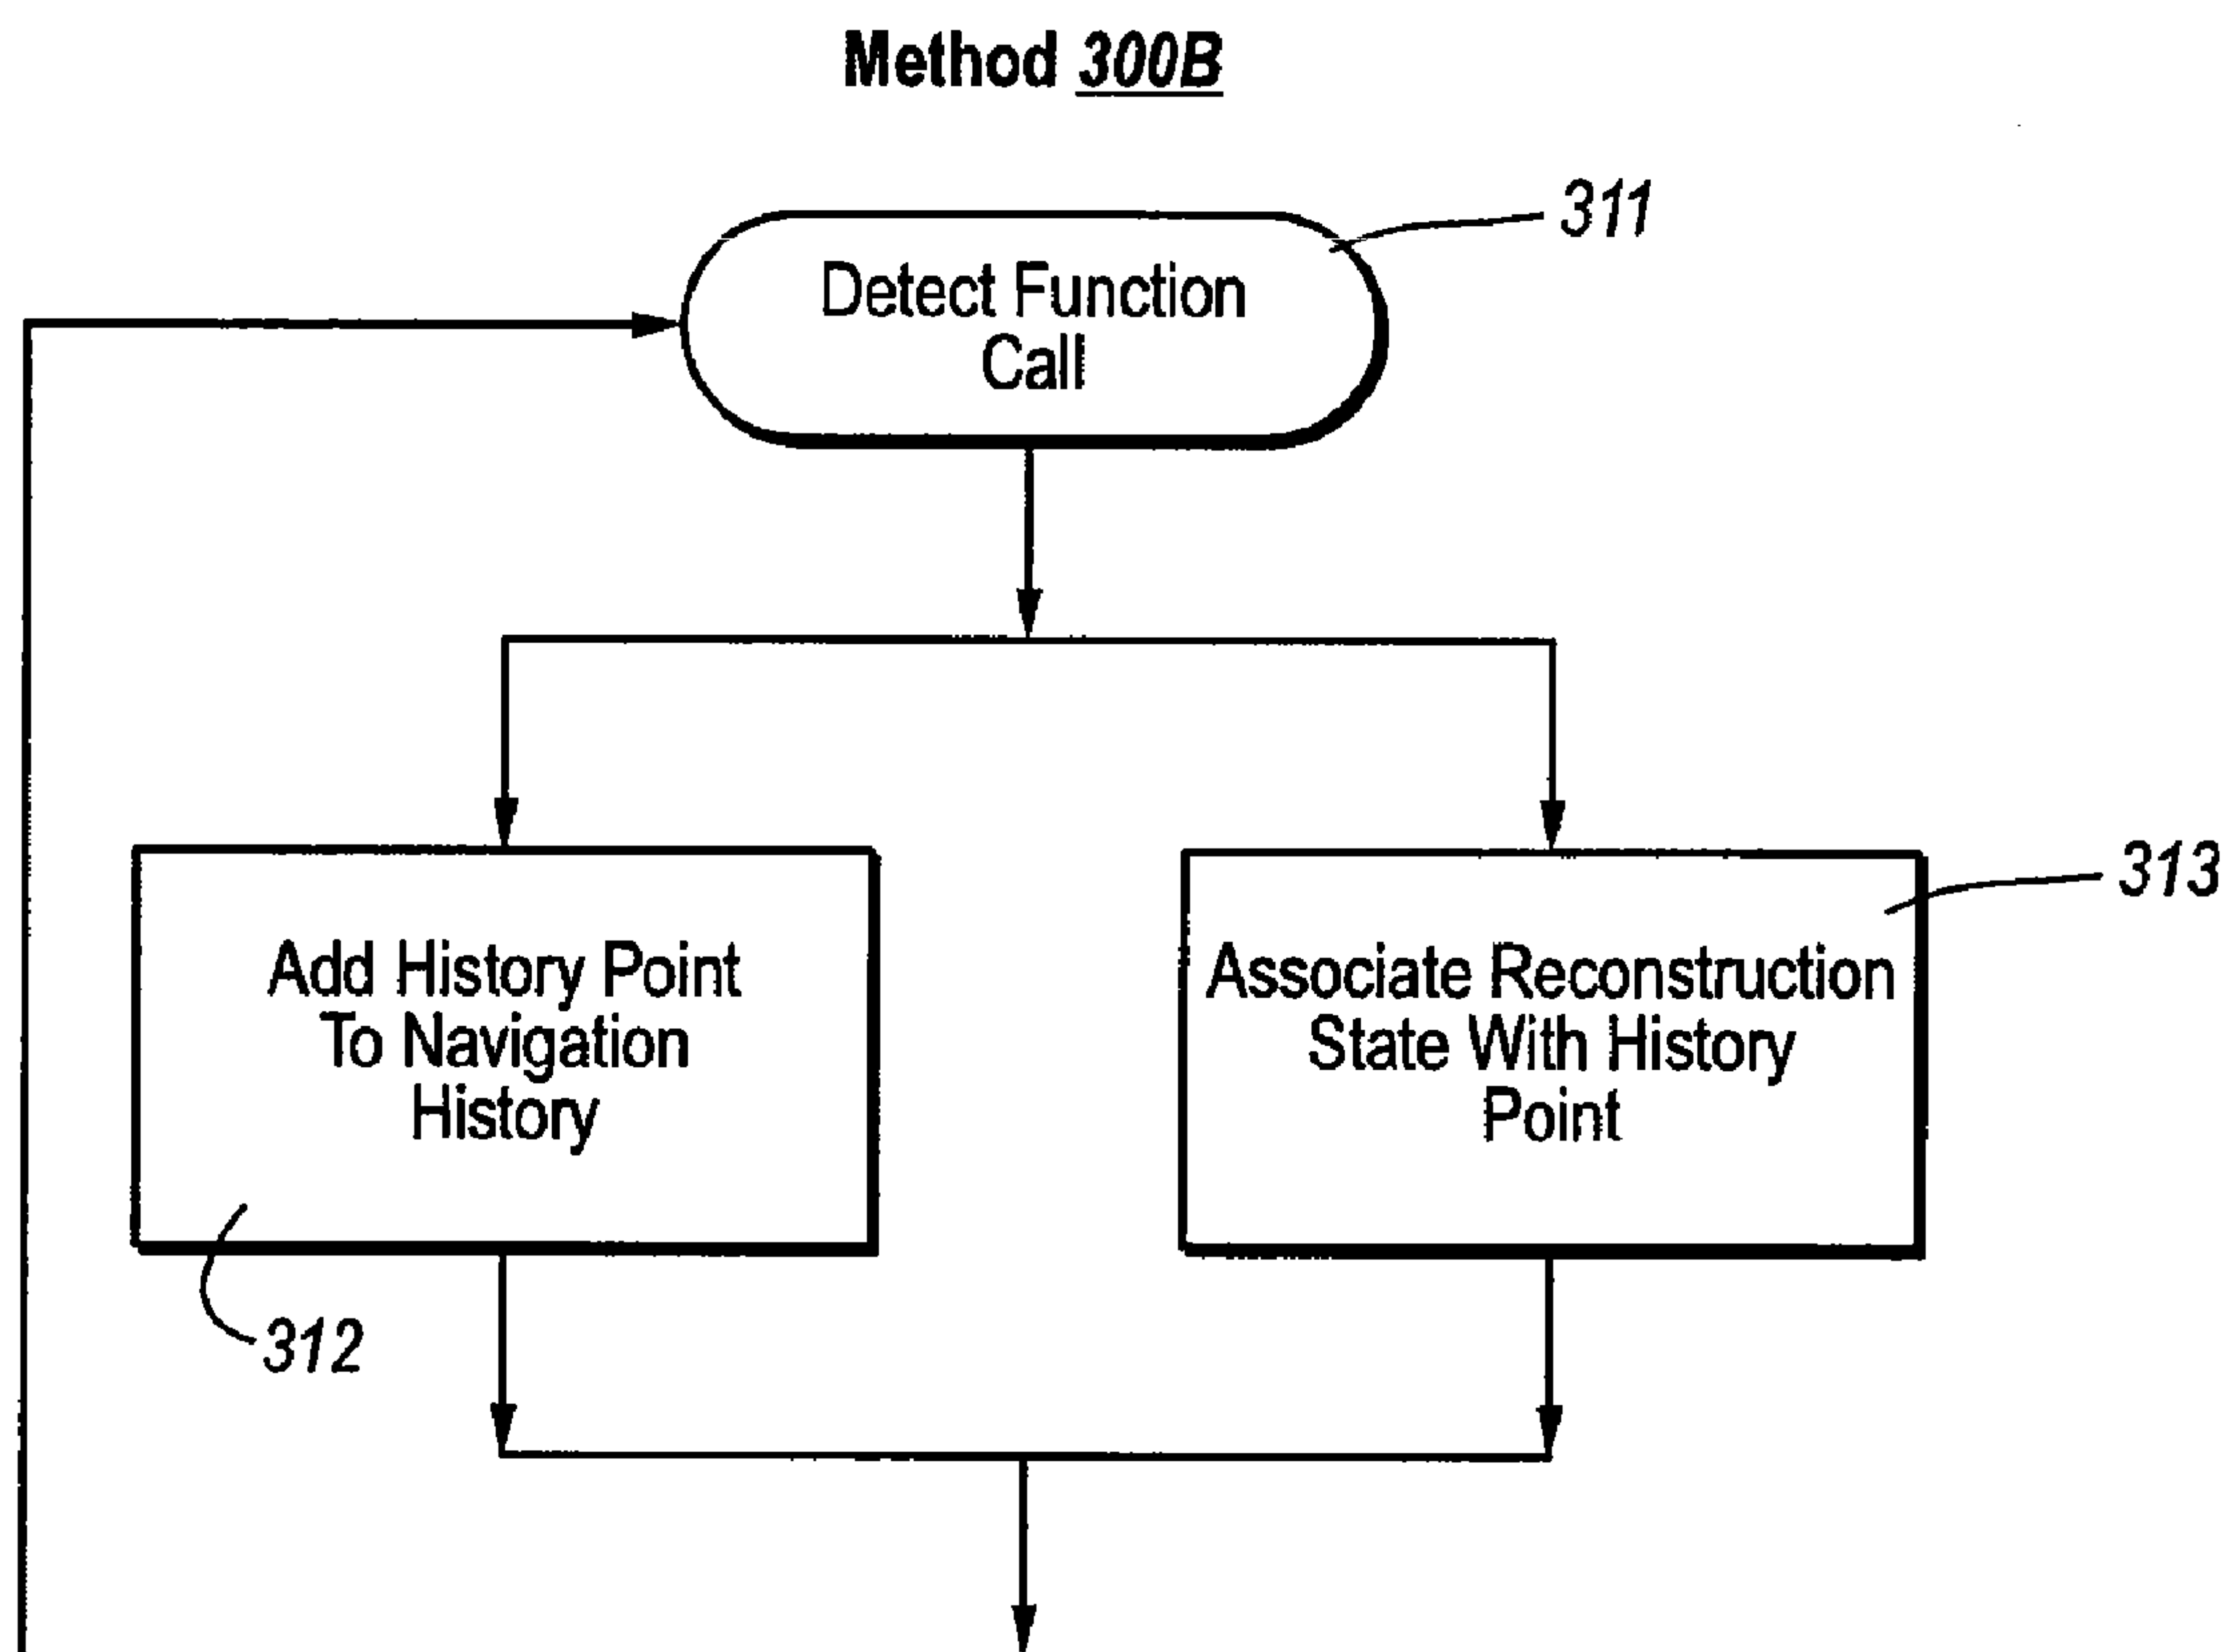 Method 300B
311
Detect Function
Call
313
Add History Point
To Navigation
History
Associate Reconstruction
State With History
Point
312